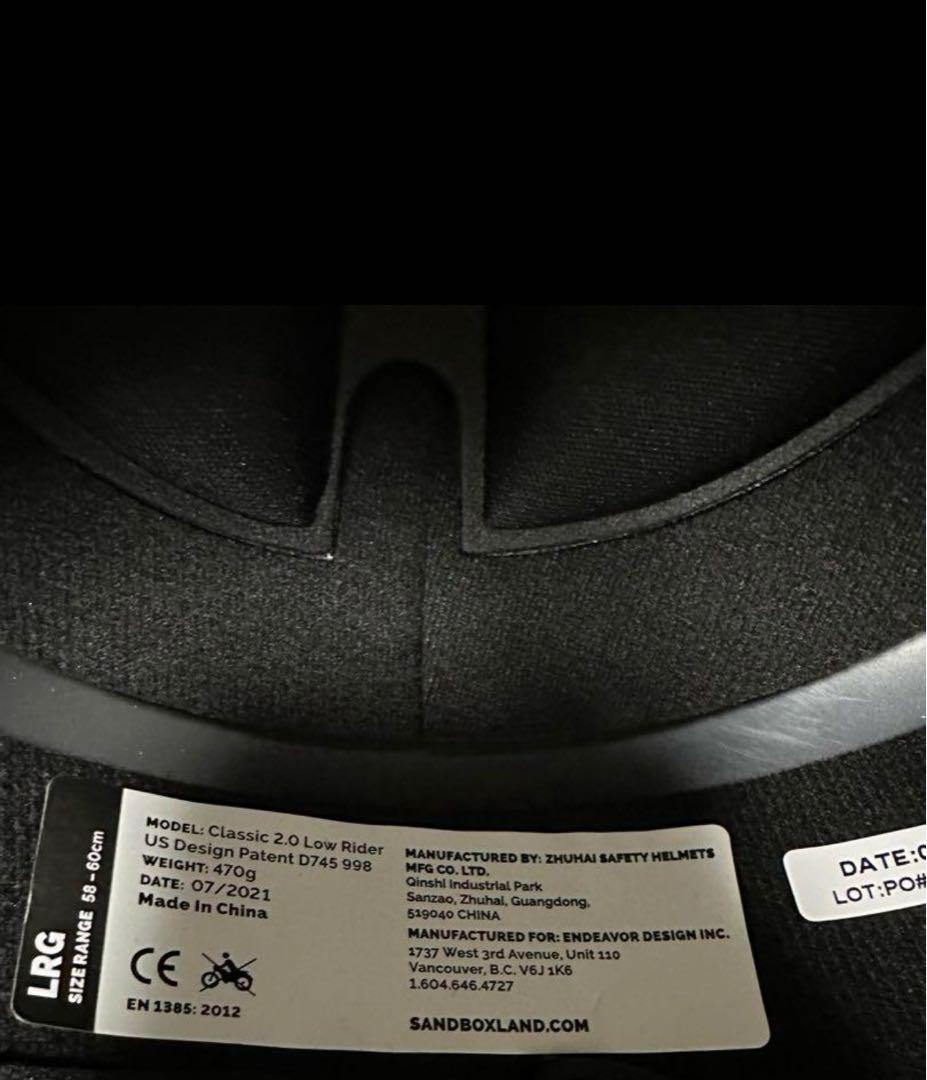 LRG
SIZE RANGE 58 - 60cm
MODEL: Classic 2.0 Low Rider
US Design Patent D745 998
WEIGHT: 470g
DATE: 07/2021
Made In China
CE
EN 1385: 2012
MANUFACTURED BY: ZHUHAI SAFETY HELMETS
MFG CO. LTD.
Qinshi Industrial Park
Sanzao, Zhuhai, Guangdong,
519040 CHINA
MANUFACTURED FOR: ENDEAVOR DESIGN INC.
1737 West 3rd Avenue, Unit 110
Vancouver, B.C. V6J 1K6
1.604.646.4727
SANDBOXLAND.COM
DATE:
LOT:PO#